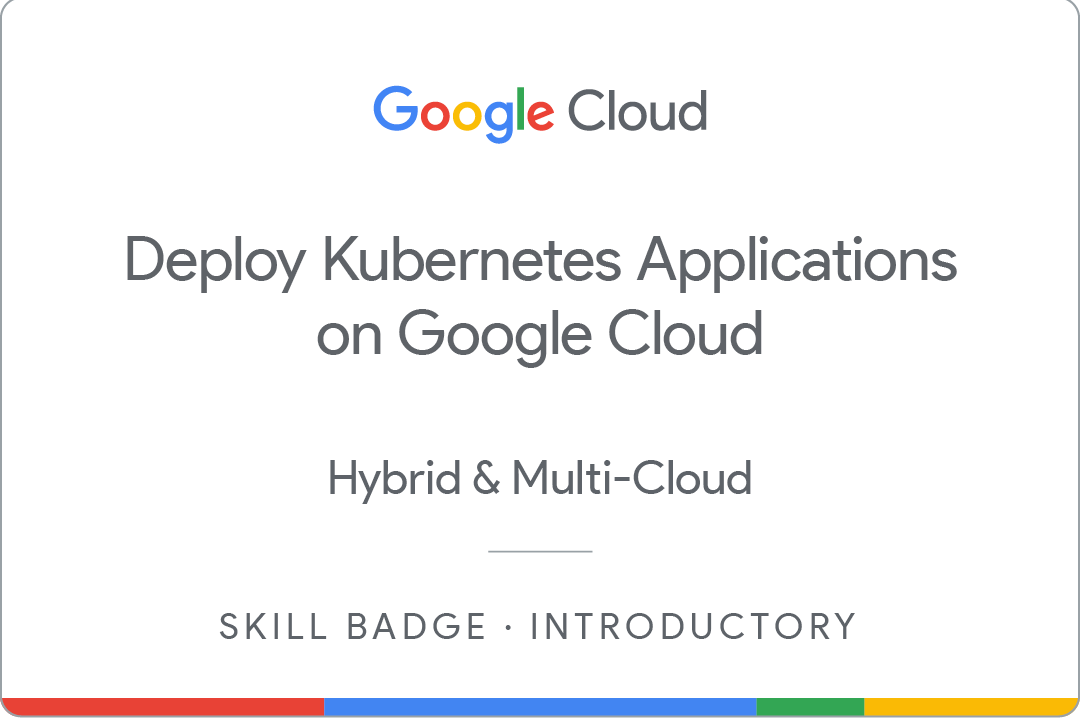 Google Cloud
Deploy Kubernetes Applications
on Google Cloud
Hybrid & Multi-Cloud
SKILL BADGE · INTRODUCTORY